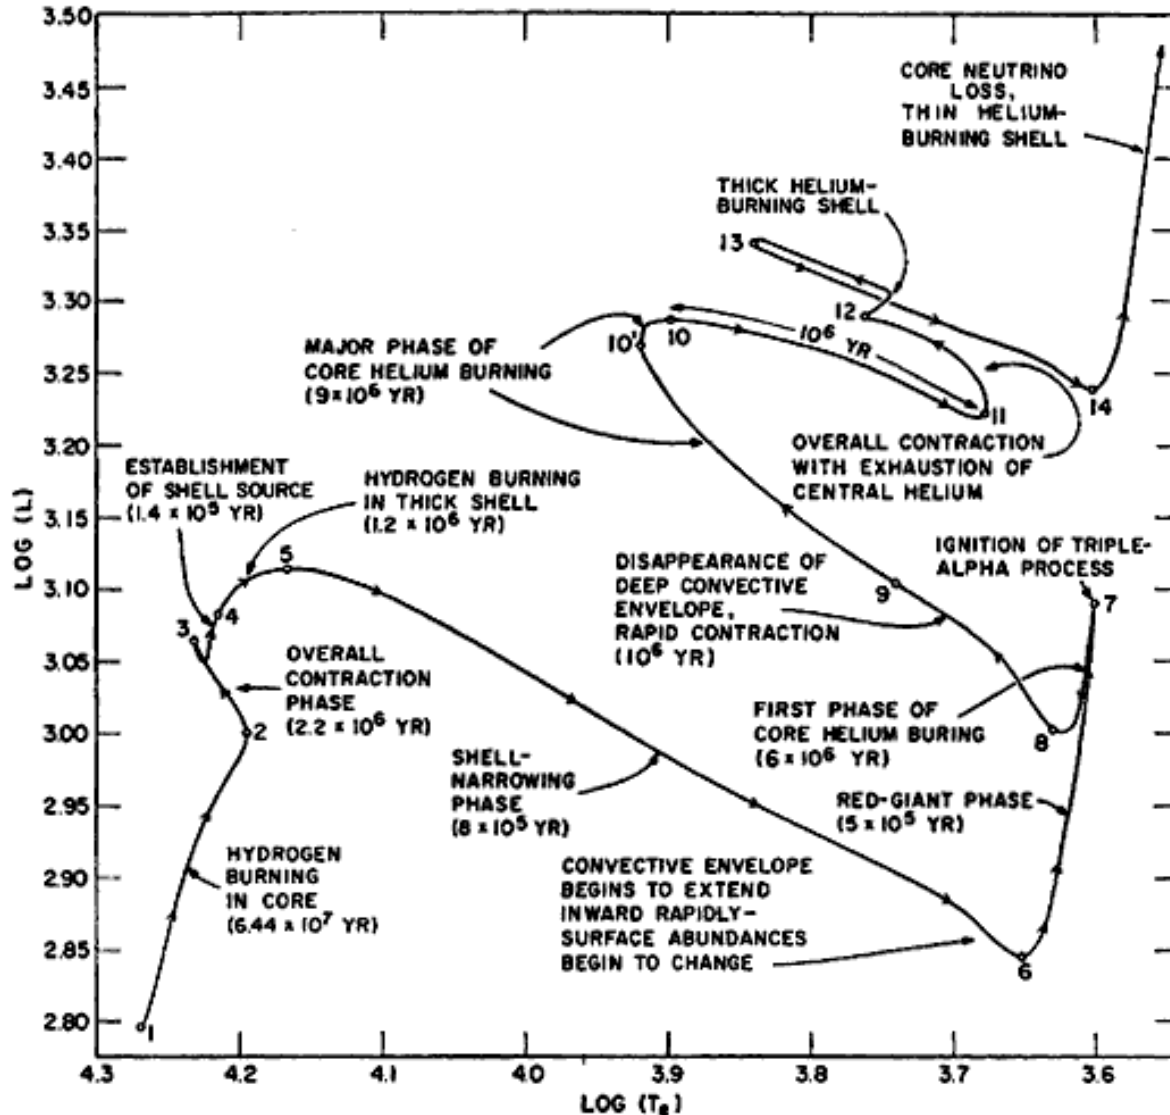 3.50
3.45
3.40
3.35
3.30
3.25
3.20
3.15
3.10
3.05
3.00
2.95
2.90
2.85
2.80
LOG (L)
CORE NEUTRINO
LOSS,
THIN HELIUM-
BURNING SHELL
THICK HELIUM-
BURNING SHELL
13
12
10'
10
10⁶ YR
11
14
MAJOR PHASE OF
CORE HELIUM BURNING
(9×10⁶ YR)
OVERALL CONTRACTION
WITH EXHAUSTION OF
CENTRAL HELIUM
ESTABLISHMENT
OF SHELL SOURCE
(1.4 × 10⁵ YR)
HYDROGEN BURNING
IN THICK SHELL
(1.2 × 10⁶ YR)
5
4
3
IGNITION OF TRIPLE-
ALPHA PROCESS
7
DISAPPEARANCE OF
DEEP CONVECTIVE
ENVELOPE,
RAPID CONTRACTION
(10⁶ YR)
9
OVERALL
CONTRACTION
PHASE
(2.2 × 10⁶ YR)
2
FIRST PHASE OF
CORE HELIUM BURING
(6 × 10⁶ YR)
8
SHELL-
NARROWING
PHASE
(8 × 10⁵ YR)
RED-GIANT PHASE
(5 × 10⁵ YR)
HYDROGEN
BURNING
IN CORE
(6.44 × 10⁷ YR)
CONVECTIVE ENVELOPE
BEGINS TO EXTEND
INWARD RAPIDLY-
SURFACE ABUNDANCES
BEGIN TO CHANGE
6
1
4.3 4.2 4.1 4.0 3.9 3.8 3.7 3.6
LOG (Tₑ)